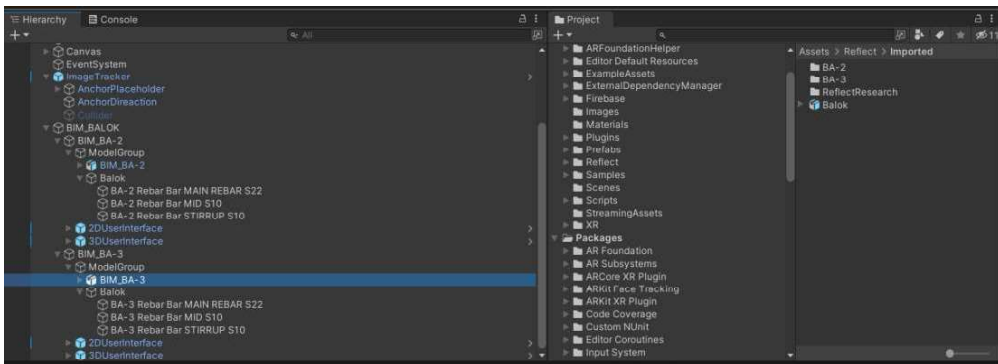 Hierarchy
Console
All
Canvas
EventSystem
ImageTracker
AnchorPlaceholder
AnchorDireaction
Collider
BIM_BALOK
BIM_BA-2
ModelGroup
BIM_BA-2
Balok
BA-2 Rebar Bar MAIN REBAR S22
BA-2 Rebar Bar MID S10
BA-2 Rebar Bar STIRRUP S10
2DUserInterface
3DUserInterface
BIM_BA-3
ModelGroup
BIM_BA-3
Balok
BA-3 Rebar Bar MAIN REBAR S22
BA-3 Rebar Bar MID S10
BA-3 Rebar Bar STIRRUP S10
2DUserInterface
3DUserInterface
Project
11
ARFoundationHelper
Editor Default Resources
ExampleAssets
ExternalDependencyManager
Firebase
Images
Materials
Plugins
Prefabs
Reflect
Samples
Scenes
Scripts
StreamingAssets
XR
Packages
AR Foundation
AR Subsystems
ARCore XR Plugin
ARKit Face Tracking
ARKit XR Plugin
Code Coverage
Custom NUnit
Editor Coroutines
Input System
Assets > Reflect > Imported
BA-2
BA-3
ReflectResearch
Balok